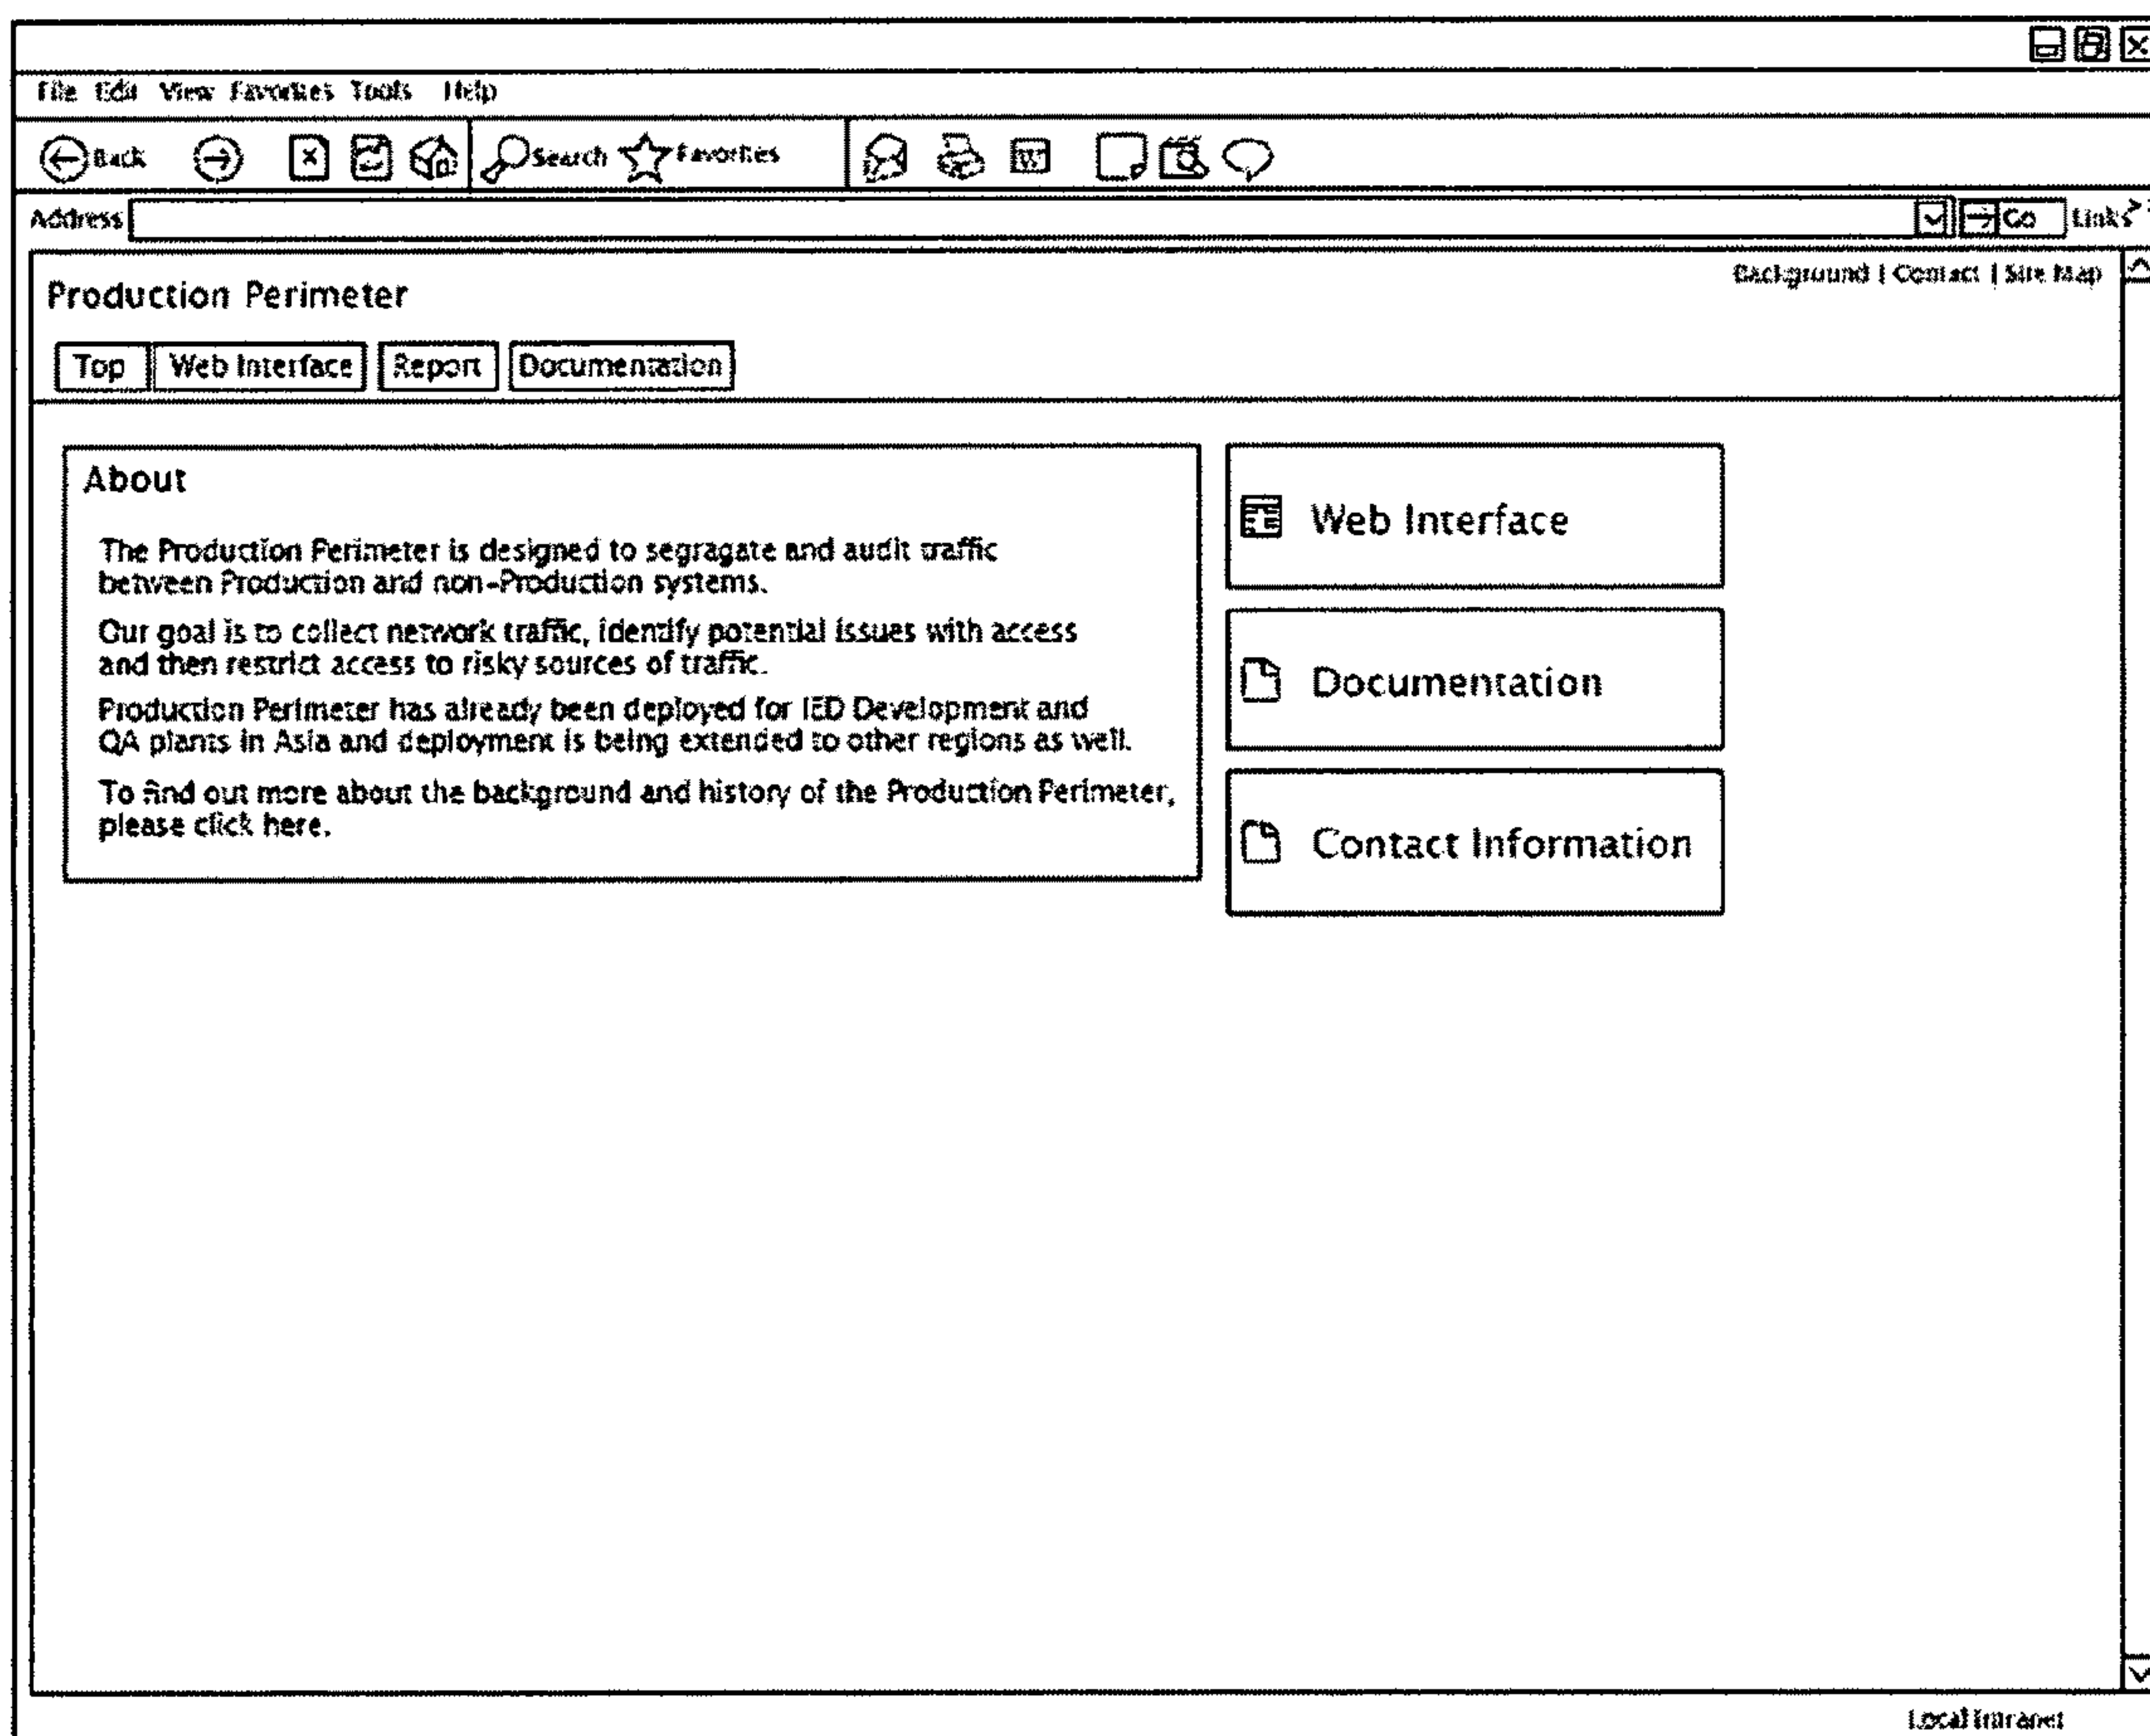 File Edit View Favorites Tools Help
Back Search Favorites W
Address Go Links
Background | Contact | Site Map
Production Perimeter
Top Web Interface Report Documentation
About
The Production Perimeter is designed to segragate and audit traffic
between Production and non-Production systems.
Our goal is to collect network traffic, identify potential issues with access
and then restrict access to risky sources of traffic.
Production Perimeter has already been deployed for IED Development and
QA plants in Asia and deployment is being extended to other regions as well.
To find out more about the background and history of the Production Perimeter,
please click here.
Web Interface
Documentation
Contact Information
Local Intranet